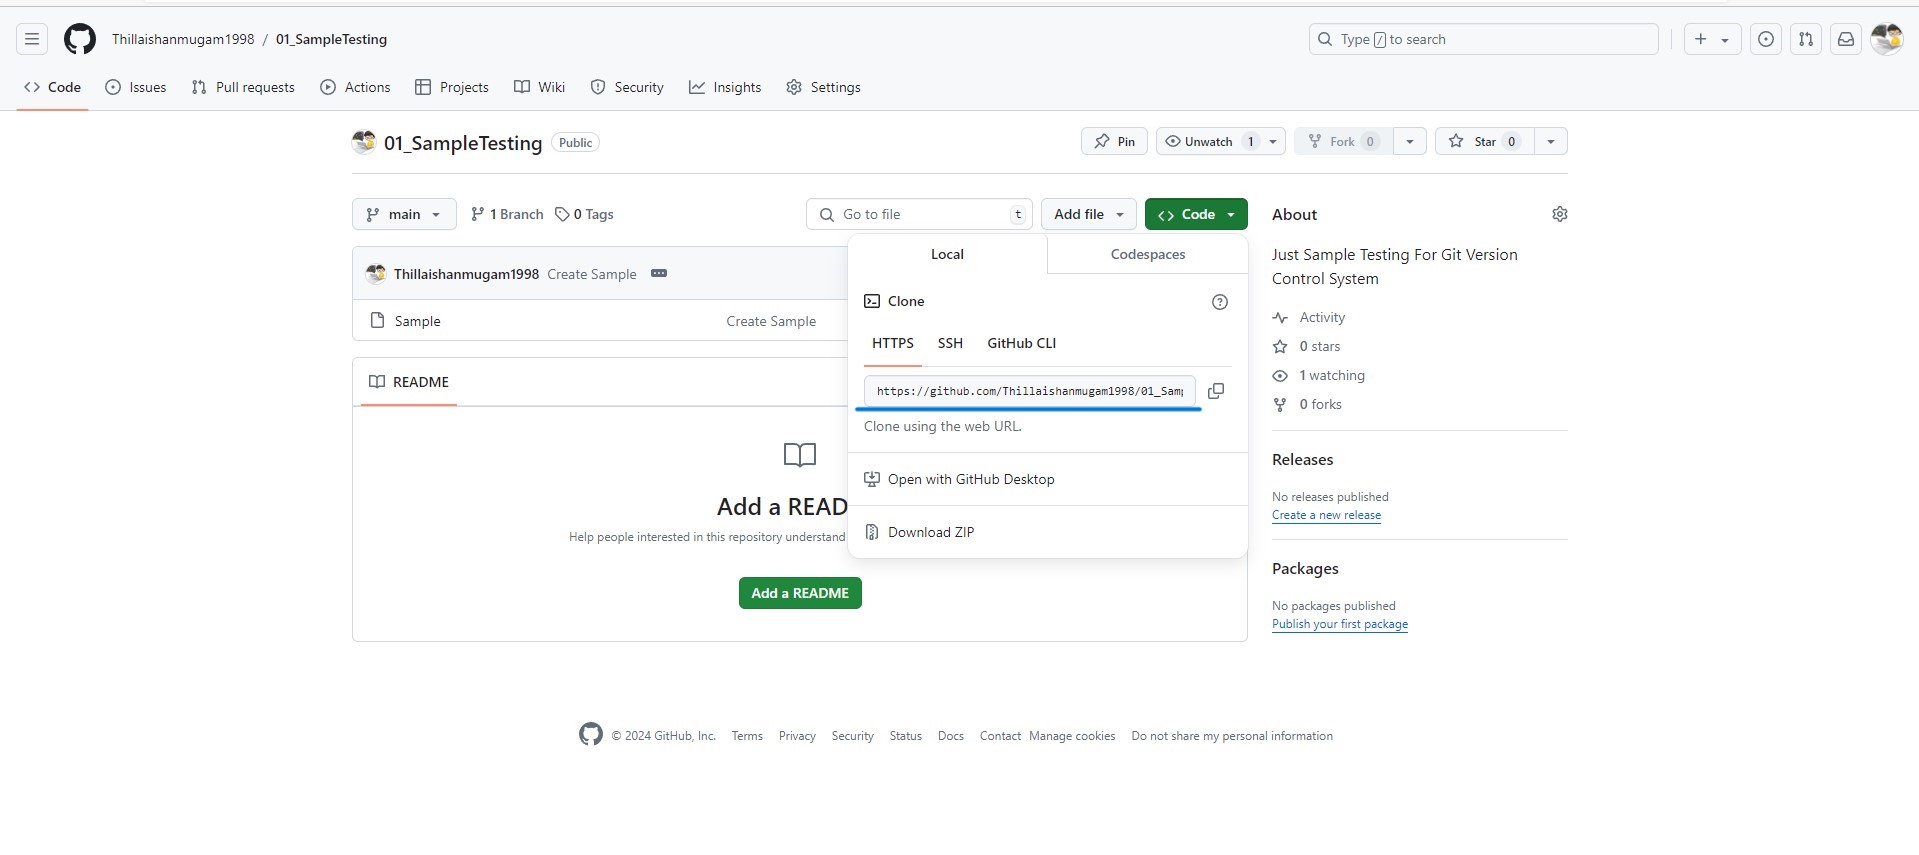 Thillaishanmugam1998 / 01_SampleTesting
Type / to search
Code Issues Pull requests Actions Projects Wiki Security Insights Settings
01_SampleTesting Public
Pin Unwatch 1 Fork 0 Star 0
main 1 Branch 0 Tags
Go to file t Add file Code
Thillaishanmugam1998 Create Sample
Sample Create Sample
README
Add a READ
Help people interested in this repository understand
Add a README
Local Codespaces
Clone
HTTPS SSH GitHub CLI
https://github.com/Thillaishanmugam1998/01_Sam
Clone using the web URL.
Open with GitHub Desktop
Download ZIP
About
Just Sample Testing For Git Version
Control System
Activity
0 stars
1 watching
0 forks
Releases
No releases published
Create a new release
Packages
No packages published
Publish your first package
© 2024 GitHub, Inc. Terms Privacy Security Status Docs Contact Manage cookies Do not share my personal information